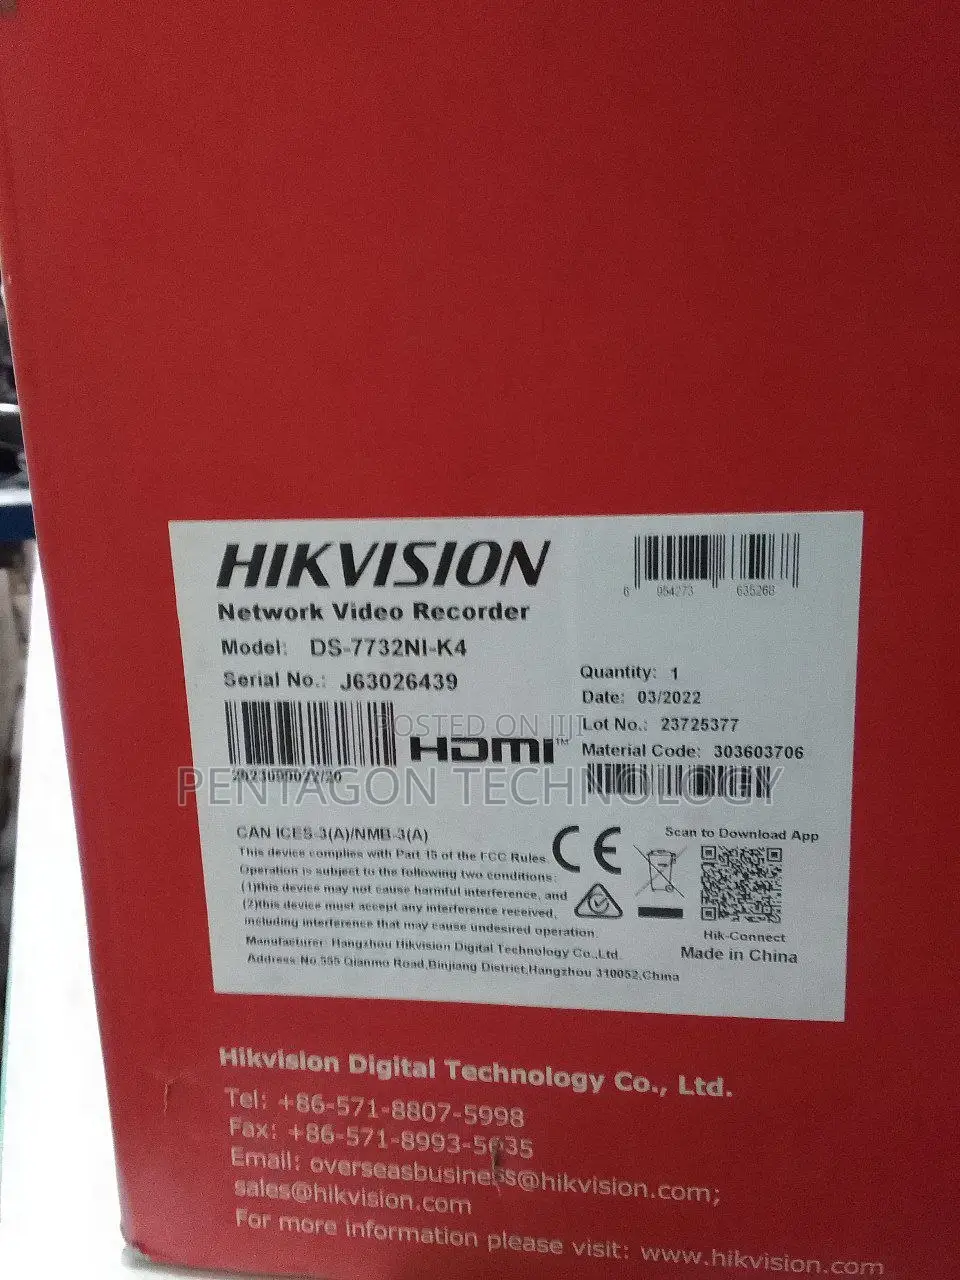 HIKVISION
Network Video Recorder
Model: DS-7732NI-K4
Serial No.: J63026439
6 954273 635268
Quantity: 1
Date: 03/2022
Lot No.: 23725377
Material Code: 303603706
HDMI™
POSTED ON JIJI
PENTAGON TECHNOLOGY
CAN ICES-3(A)/NMB-3(A)
This device complies with Part 15 of the FCC Rules.
Operation is subject to the following two conditions:
(1)this device may not cause harmful interference, and
(2)this device must accept any interference received,
including interference that may cause undesired operation.
Manufacturer: Hangzhou Hikvision Digital Technology Co.,Ltd.
Address:No.555 Qianmo Road,Binjiang District,Hangzhou 310052,China
CE
Scan to Download App
Hik-Connect
Made in China
Hikvision Digital Technology Co., Ltd.
Tel: +86-571-8807-5998
Fax: +86-571-8993-5635
Email: overseasbusiness@hikvision.com;
sales@hikvision.com
For more information please visit: www.hikvision.com